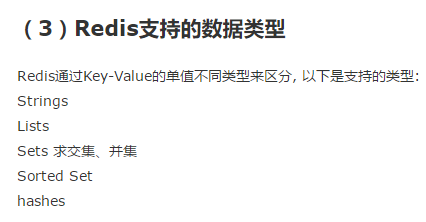 （3）Redis支持的数据类型
Redis通过Key-Value的单值不同类型来区分, 以下是支持的类型:
Strings
Lists
Sets 求交集、并集
Sorted Set
hashes